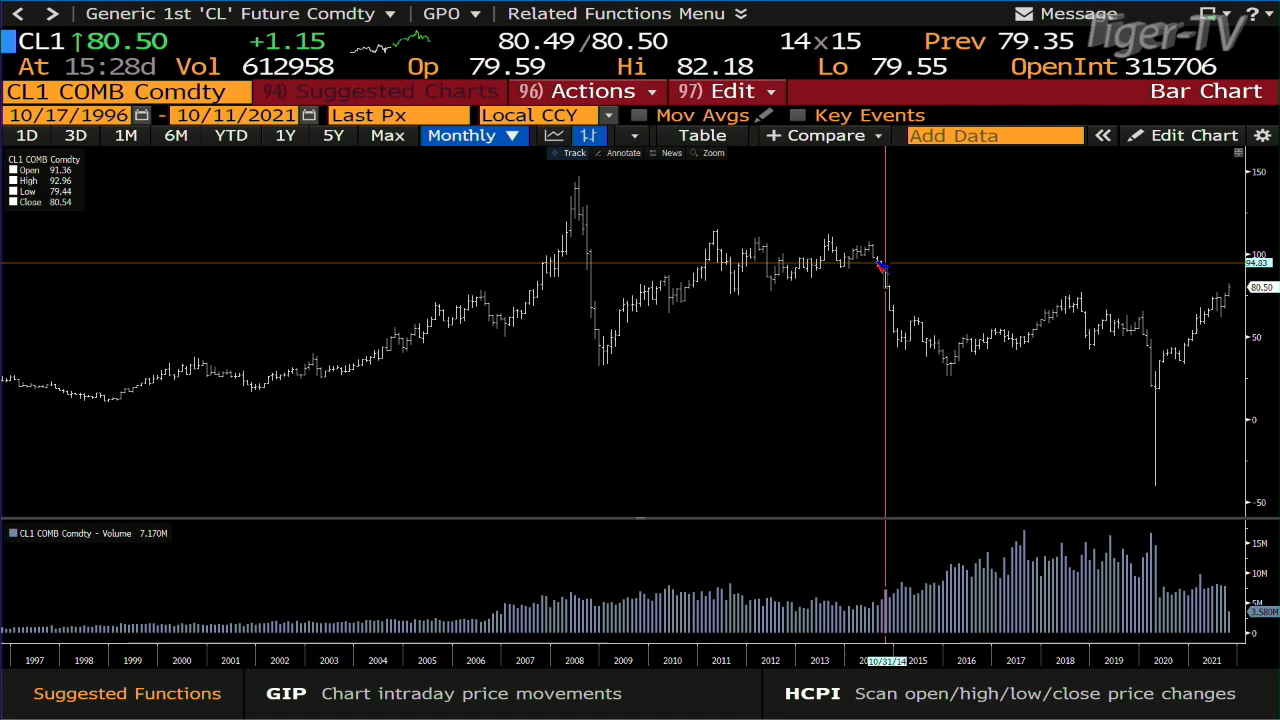 Generic 1st 'CL' Future Comdty GPO Related Functions Menu Message ?
Tiger-TV
CL1 ↑80.50 +1.15 80.49/80.50 14x15 Prev 79.35
At 15:28d Vol 612958 Op 79.59 Hi 82.18 Lo 79.55 OpenInt 315706
CL1 COMB Comdty 94) Suggested Charts 96) Actions 97) Edit Bar Chart
10/17/1996 - 10/11/2021 Last Px Local CCY Mov Avgs Key Events
1D 3D 1M 6M YTD 1Y 5Y Max Monthly ▼ Table + Compare Add Data « Edit Chart
Track Annotate News Zoom
CL1 COMB Comdty
Open 91.36
High 92.96
Low 79.44
Close 80.54
150
100
94.83
80.50
50
0
-50
CL1 COMB Comdty - Volume 7.170M
15M
10M
5M
3.580M
0
1997 1998 1999 2000 2001 2002 2003 2004 2005 2006 2007 2008 2009 2010 2011 2012 2013 10/31/14 2015 2016 2017 2018 2019 2020 2021
Suggested Functions GIP Chart intraday price movements HCPI Scan open/high/low/close price changes